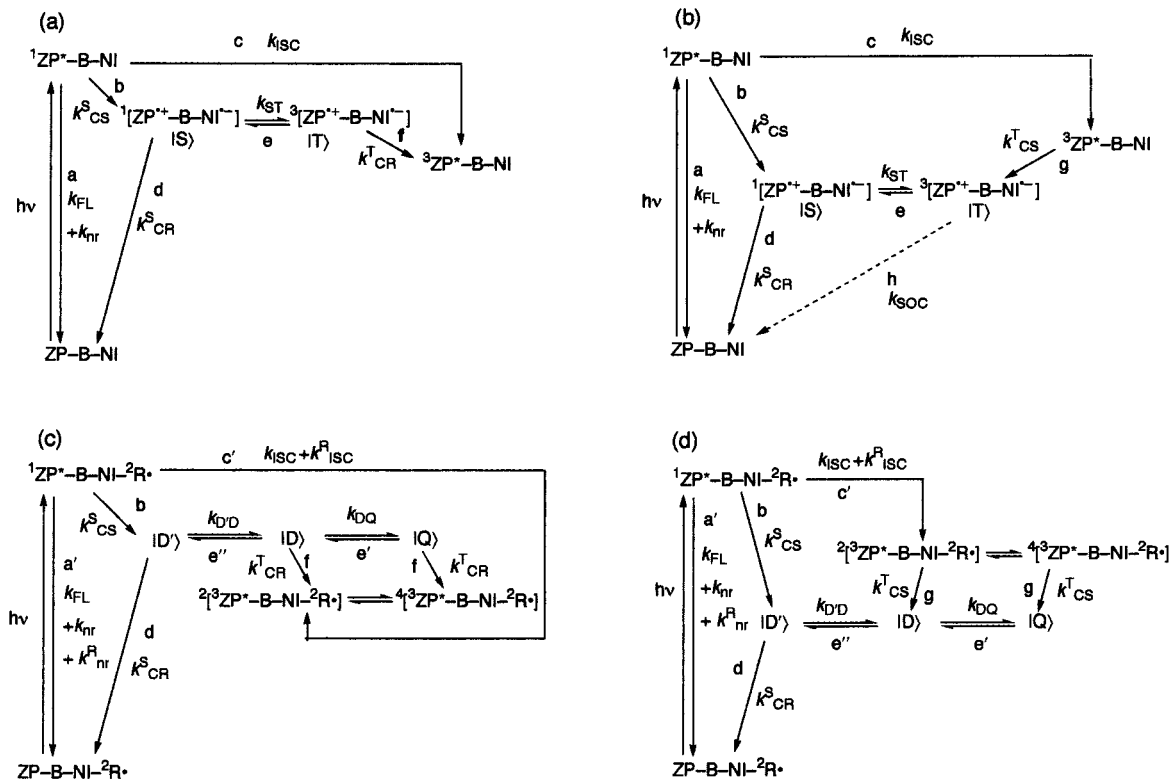 (a)
c k_ISC
¹ZP*–B–NI
b
k^S_CS
¹[ZP•+–B–NI•–]
k_ST
³[ZP•+–B–NI•–]
|S⟩
e
|T⟩
f
k^T_CR
³ZP*–B–NI
hν
a
k_FL
+k_nr
d
k^S_CR
ZP–B–NI
(b)
c k_ISC
¹ZP*–B–NI
b
k^S_CS
k^T_CS
³ZP*–B–NI
g
hν
a
k_FL
+k_nr
¹[ZP•+–B–NI•–]
k_ST
³[ZP•+–B–NI•–]
|S⟩
e
|T⟩
d
k^S_CR
h
k_SOC
ZP–B–NI
(c)
c′ k_ISC+k^R_ISC
¹ZP*–B–NI–²R•
b
k^S_CS
|D′⟩
k_D′D
e″
|D⟩
k_DQ
e′
|Q⟩
k^T_CR
f
f
k^T_CR
²[³ZP*–B–NI–²R•]
⁴[³ZP*–B–NI–²R•]
hν
a′
k_FL
+k_nr
+ k^R_nr
d
k^S_CR
ZP–B–NI–²R•
(d)
k_ISC+k^R_ISC
¹ZP*–B–NI–²R•
c′
b
k^S_CS
²[³ZP*–B–NI–²R•]
⁴[³ZP*–B–NI–²R•]
k^T_CS
g
g
k^T_CS
hν
a′
k_FL
+k_nr
+ k^R_nr
|D′⟩
k_D′D
e″
|D⟩
k_DQ
e′
|Q⟩
d
k^S_CR
ZP–B–NI–²R•